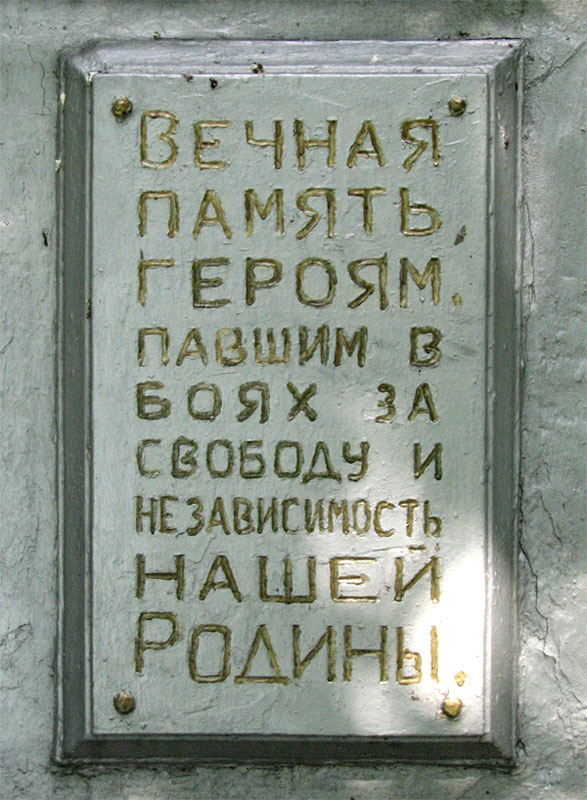 Вечная
память
героям.
павшим в
боях за
свободу и
независимость
нашей
Родины.